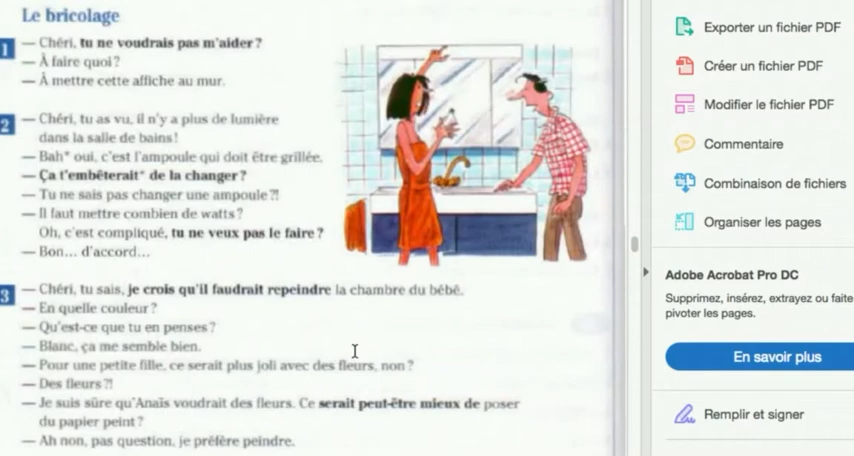 Le bricolage
1
— Chéri, tu ne voudrais pas m'aider ?
— À faire quoi ?
— À mettre cette affiche au mur.
2
— Chéri, tu as vu, il n'y a plus de lumière
dans la salle de bains !
— Bah* oui, c'est l'ampoule qui doit être grillée.
— Ça t'embêterait* de la changer ?
— Tu ne sais pas changer une ampoule ?!
— Il faut mettre combien de watts ?
Oh, c'est compliqué, tu ne veux pas le faire ?
— Bon... d'accord...
3
— Chéri, tu sais, je crois qu'il faudrait repeindre la chambre du bébé.
— En quelle couleur ?
— Qu'est-ce que tu en penses ?
— Blanc, ça me semble bien.
— Pour une petite fille, ce serait plus joli avec des fleurs, non ?
— Des fleurs ?!
— Je suis sûre qu'Anaïs voudrait des fleurs. Ce serait peut-être mieux de poser
du papier peint ?
— Ah non, pas question, je préfère peindre.
Exporter un fichier PDF
Créer un fichier PDF
Modifier le fichier PDF
Commentaire
Combinaison de fichiers
Organiser les pages
Adobe Acrobat Pro DC
Supprimez, insérez, extrayez ou faite
pivoter les pages.
En savoir plus
Remplir et signer